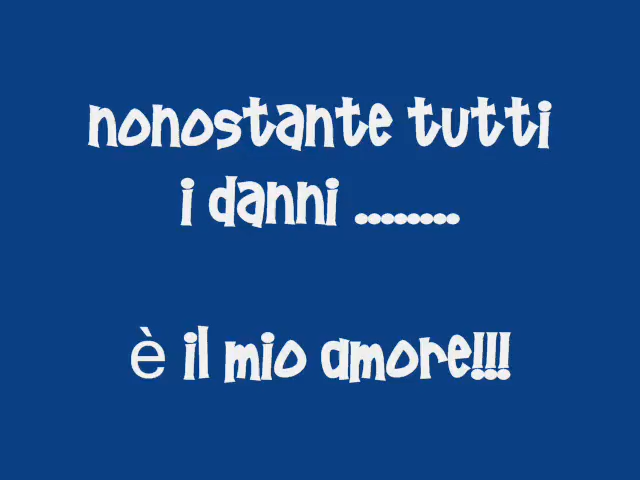 nonostante tutti
i danni ........
è il mio amore!!!